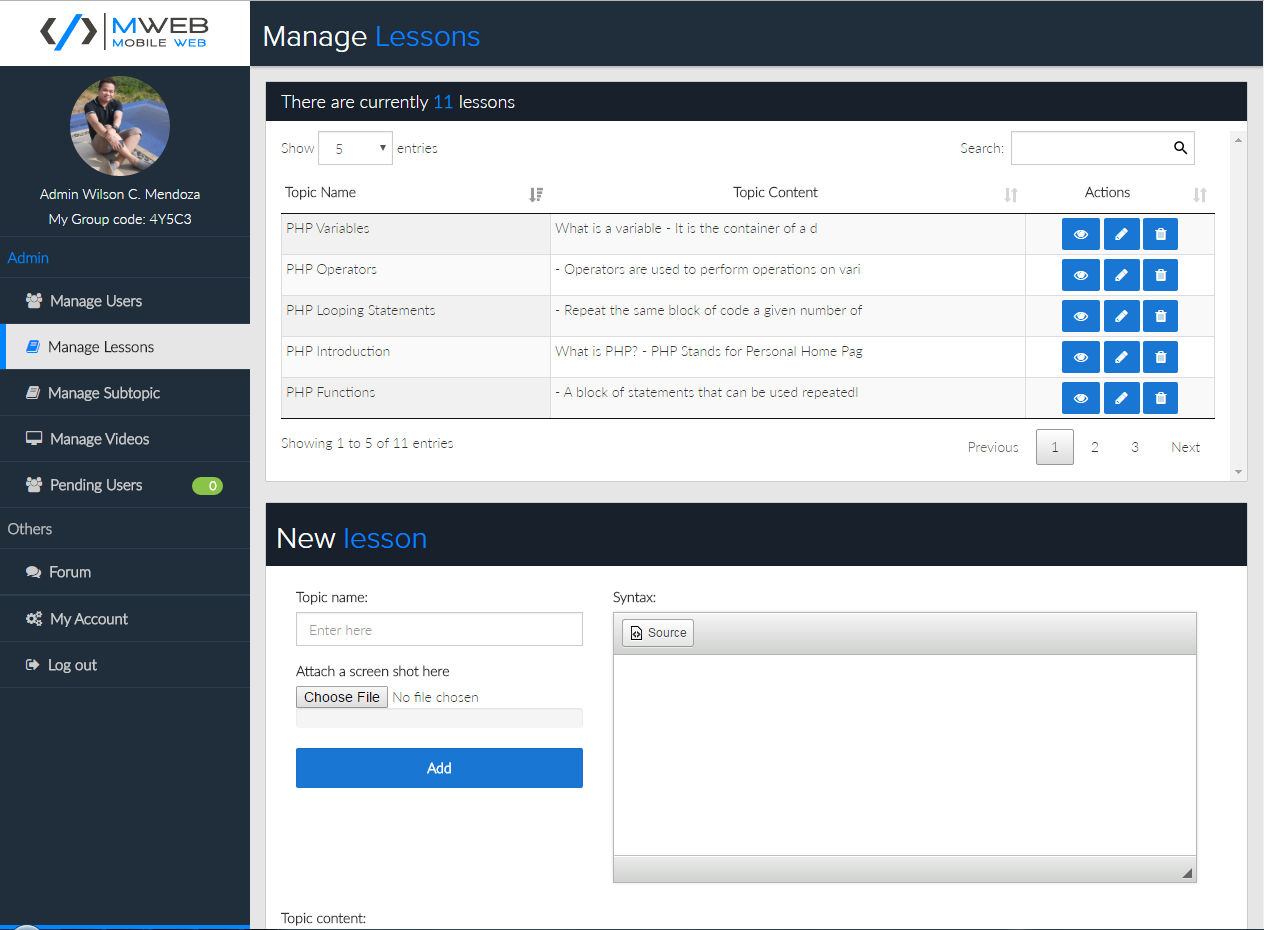 MWEB
MOBILE WEB
Manage Lessons
Admin Wilson C. Mendoza
My Group code: 4Y5C3
Admin
Manage Users
Manage Lessons
Manage Subtopic
Manage Videos
Pending Users 0
Others
Forum
My Account
Log out
There are currently 11 lessons
Show 5 entries Search:
Topic Name Topic Content Actions
PHP Variables What is a variable - It is the container of a d
PHP Operators - Operators are used to perform operations on vari
PHP Looping Statements - Repeat the same block of code a given number of
PHP Introduction What is PHP? - PHP Stands for Personal Home Pag
PHP Functions - A block of statements that can be used repeatedl
Showing 1 to 5 of 11 entries Previous 1 2 3 Next
New lesson
Topic name: Syntax:
Enter here Source
Attach a screen shot here
Choose File No file chosen
Add
Topic content: